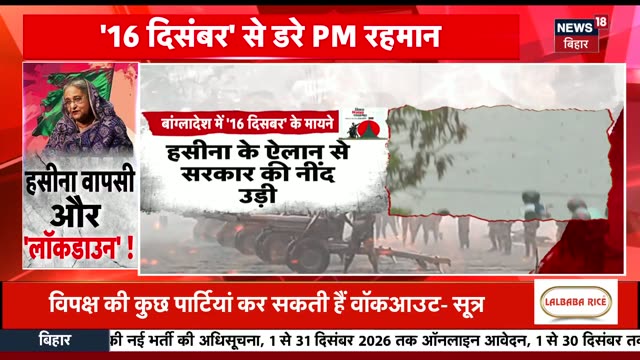 '16 दिसंबर' से डरे PM रहमान
NEWS 18
बिहार
बांग्लादेश में '16 दिसबर' के मायने
हसीना के ऐलान से
सरकार की नींद
उड़ी
हसीना वापसी
और
'लॉकडाउन' !
विपक्ष की कुछ पार्टियां कर सकती हैं वॉकआउट- सूत्र
LALBABA RICE
बिहार
की नई भर्ती की अधिसूचना, 1 से 31 दिसंबर 2026 तक ऑनलाइन आवेदन, 1 से 30 दिसंबर